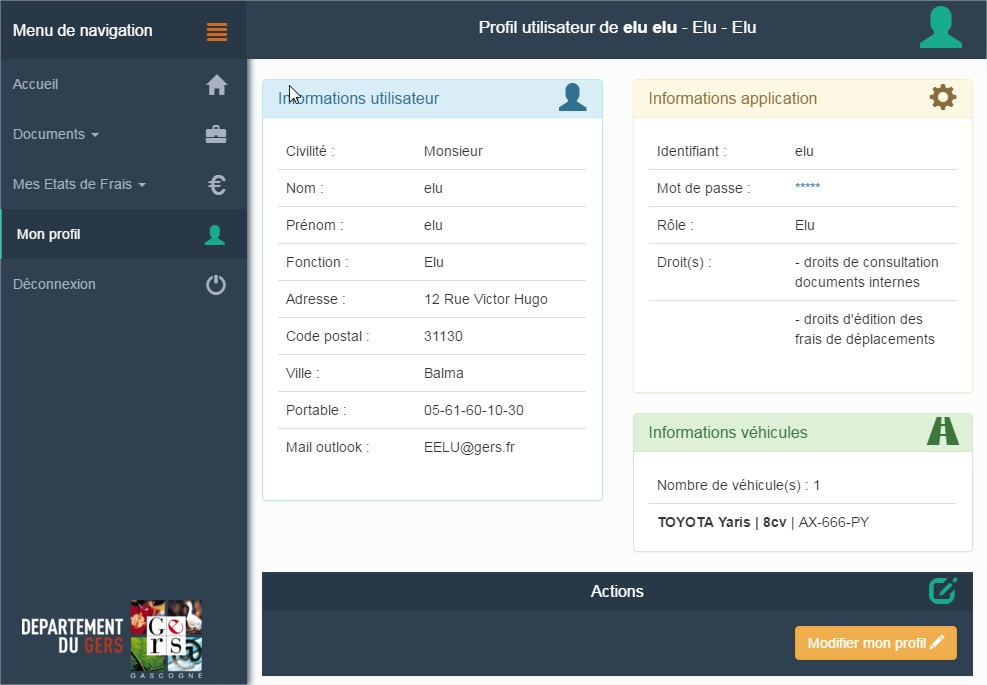 Menu de navigation
Profil utilisateur de elu elu - Elu - Elu
Accueil
Documents
Mes Etats de Frais
€
Mon profil
Déconnexion
DÉPARTEMENT
DU GERS
Gers
GASCOGNE
Informations utilisateur
Civilité : Monsieur
Nom : elu
Prénom : elu
Fonction : Elu
Adresse : 12 Rue Victor Hugo
Code postal : 31130
Ville : Balma
Portable : 05-61-60-10-30
Mail outlook : EELU@gers.fr
Informations application
Identifiant : elu
Mot de passe : *****
Rôle : Elu
Droit(s) : - droits de consultation
documents internes
- droits d'édition des
frais de déplacements
Informations véhicules
Nombre de véhicule(s) : 1
TOYOTA Yaris | 8cv | AX-666-PY
Actions
Modifier mon profil